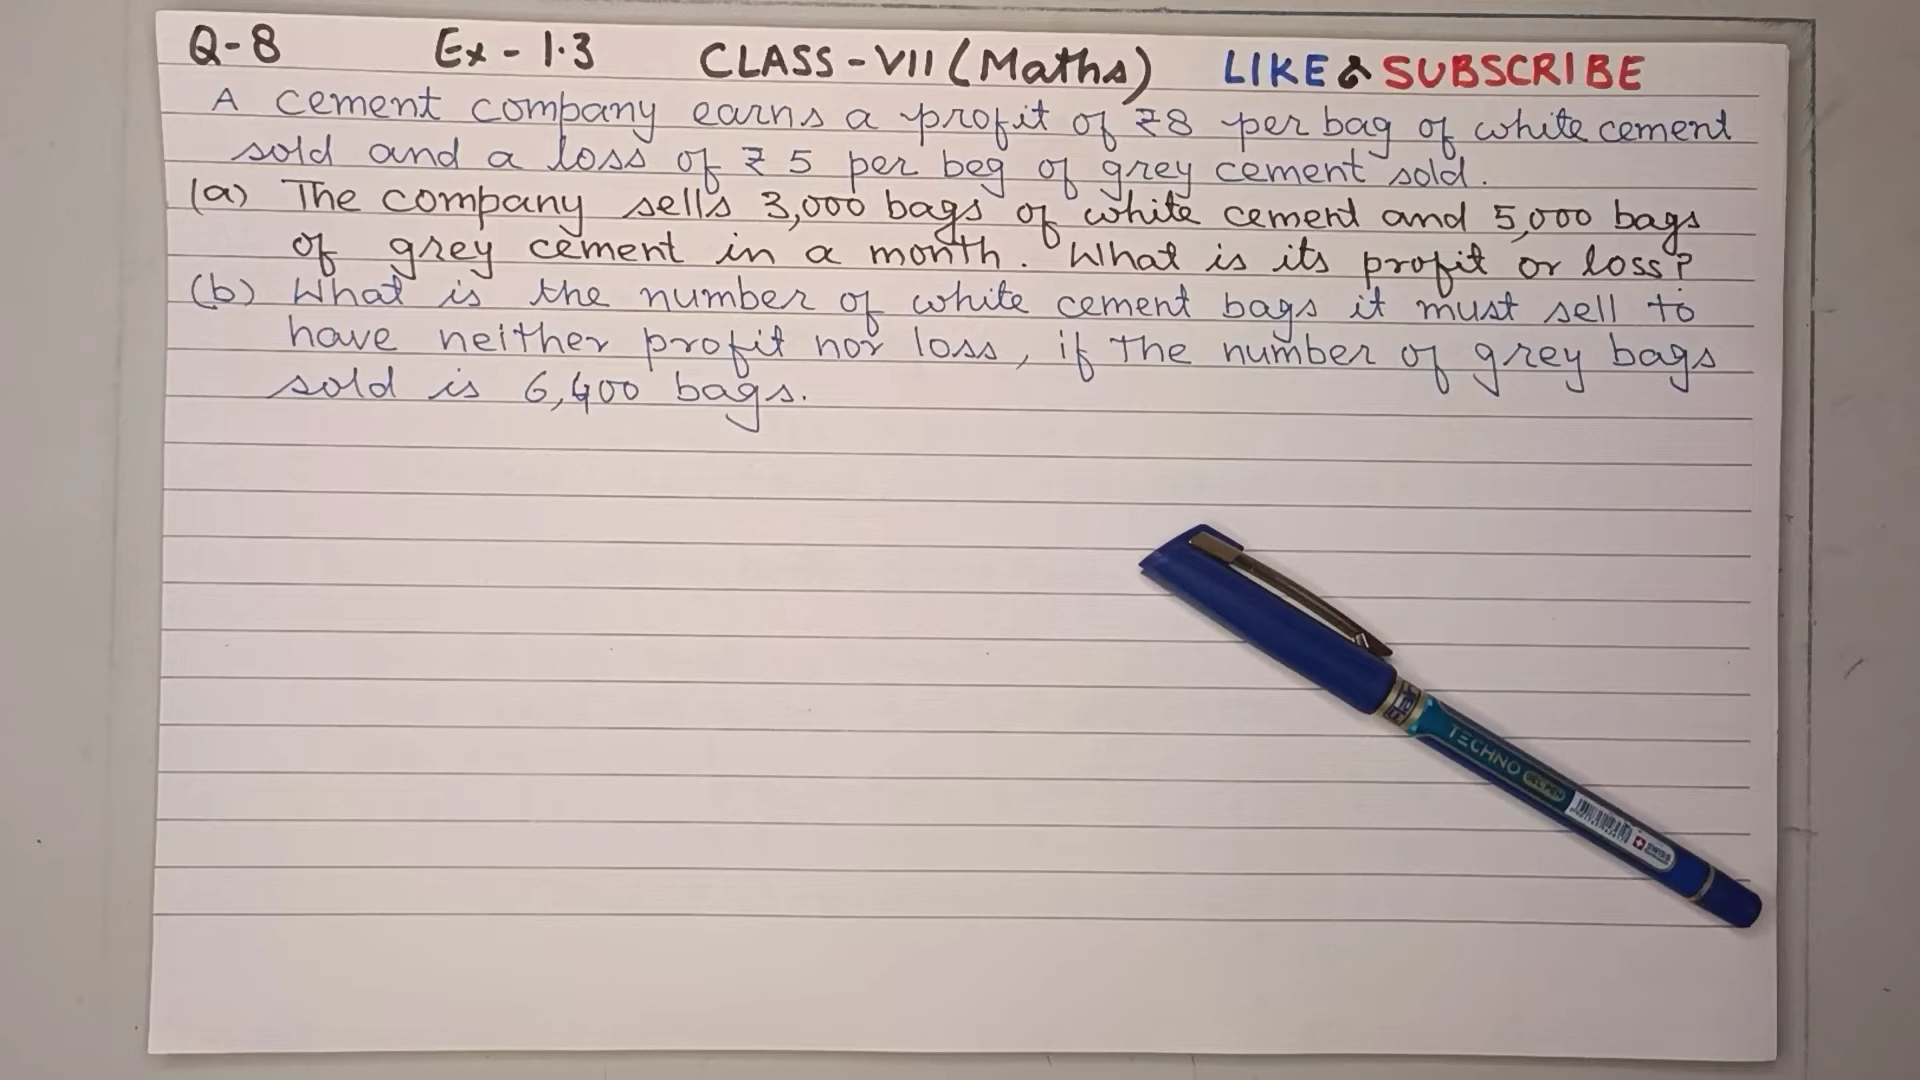 Q-8 Ex-1.3 CLASS-VII (Maths) LIKE & SUBSCRIBE
A cement company earns a profit of ₹8 per bag of white cement
sold and a loss of ₹5 per beg of grey cement sold.
(a) The company sells 3,000 bags of white cement and 5,000 bags
of grey cement in a month. What is its profit or loss?
(b) What is the number of white cement bags it must sell to
have neither profit nor loss, if The number of grey bags
sold is 6,400 bags.
TECHNO GEL PEN